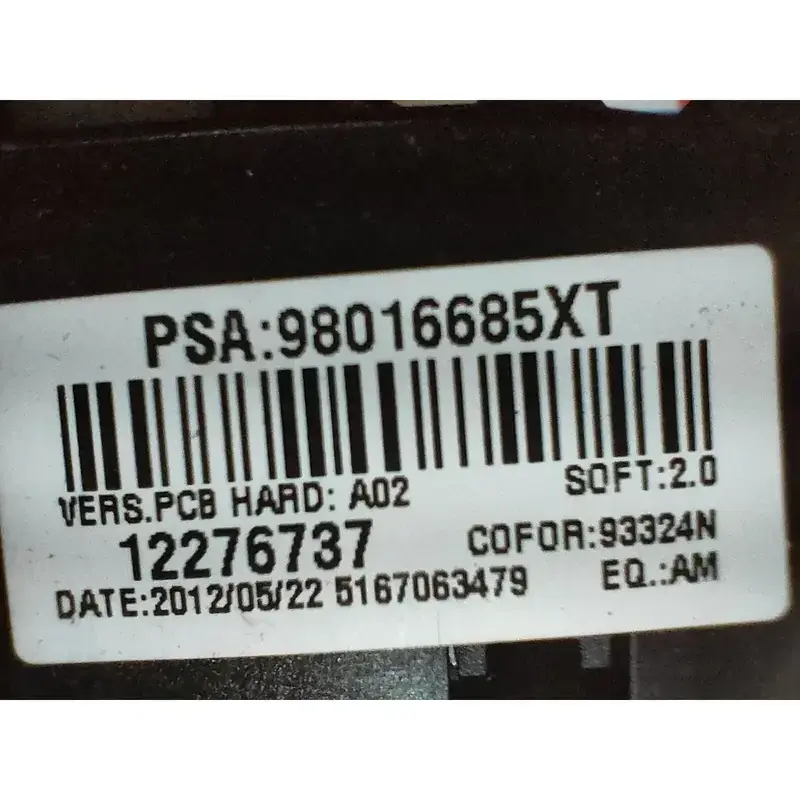 PSA:98016685XT
VERS.PCB HARD: A02 SOFT:2.0
12276737 COFOR:93324N
DATE:2012/05/22 5167063479 EQ.:AM